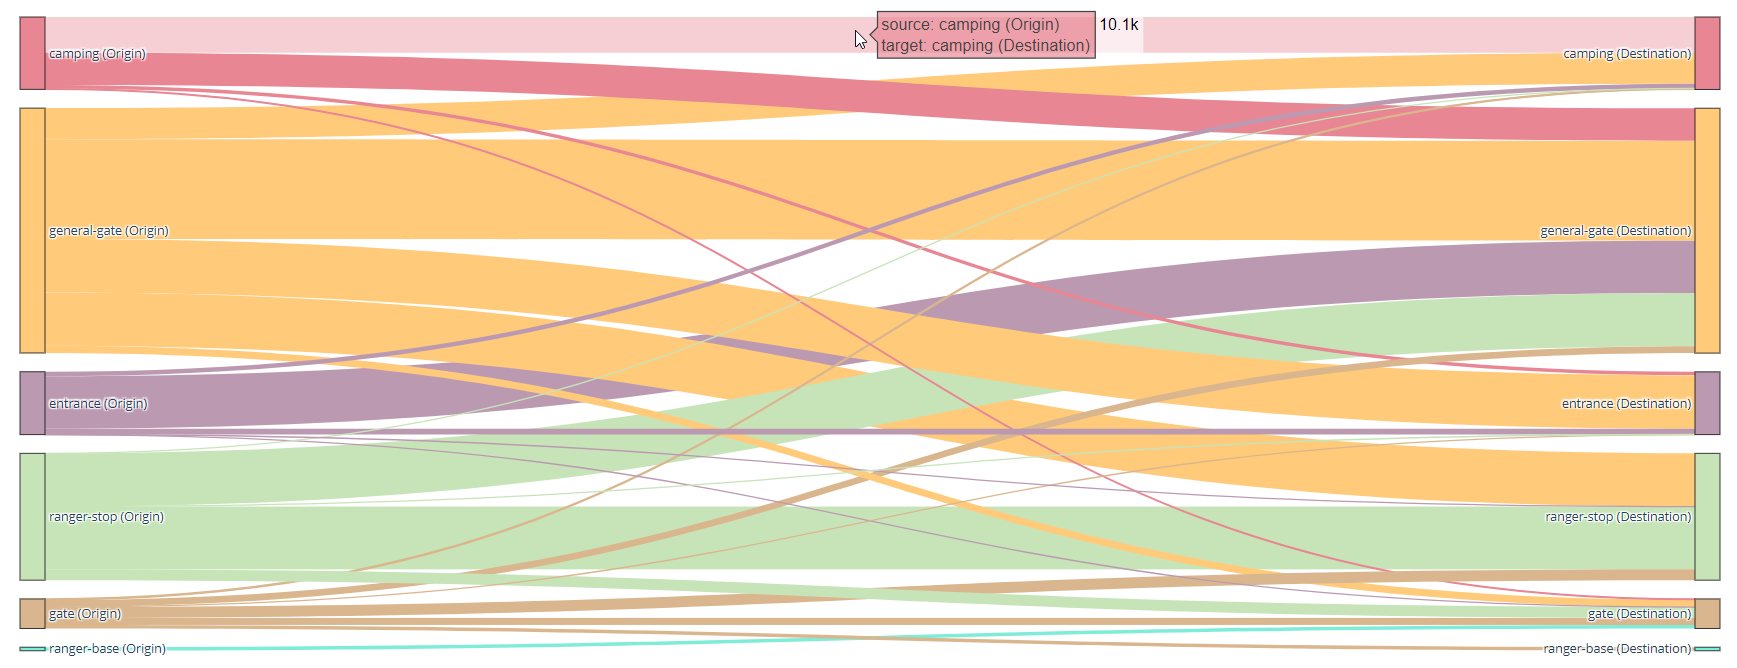 source: camping (Origin)
target: camping (Destination)
10.1k
camping (Origin)
camping (Destination)
general-gate (Origin)
general-gate (Destination)
entrance (Origin)
entrance (Destination)
ranger-stop (Origin)
ranger-stop (Destination)
gate (Origin)
gate (Destination)
ranger-base (Origin)
ranger-base (Destination)